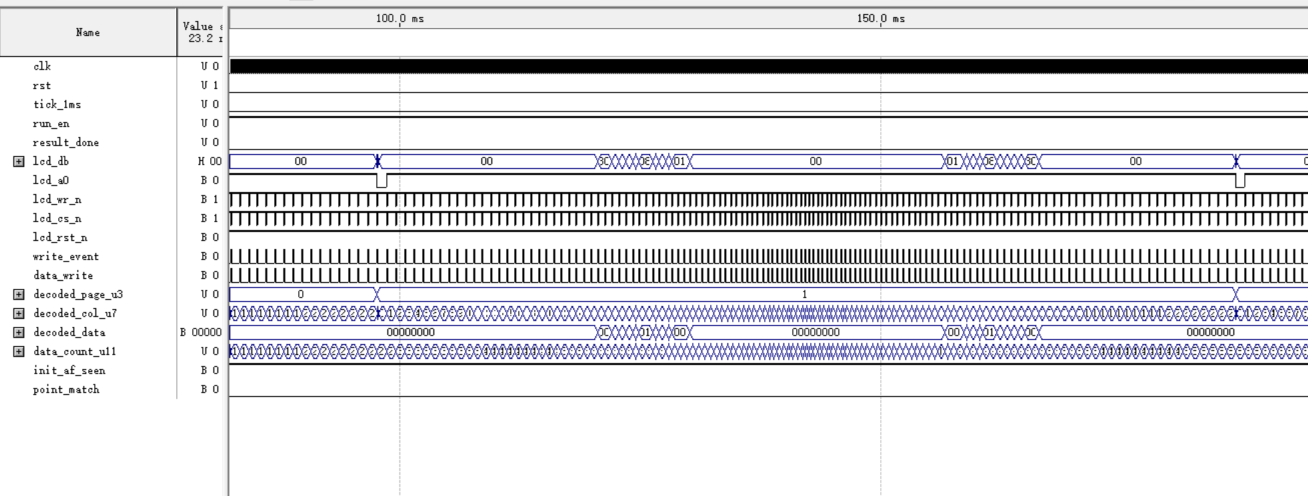 100.0 ms 150.0 ms
Name
Value
23.2
clk U 0
rst U 1
tick_1ms U 0
run_en U 0
result_done U 0
lcd_db H 00 00 00 01 00 01 00
lcd_a0 B 0
lcd_wr_n B 1
lcd_cs_n B 1
lcd_rst_n B 0
write_event B 0
data_write B 0
decoded_page_u3 U 0 0 1
decoded_col_u7 U 0
decoded_data B 00000 00000000 00 00000000 00 00000000
data_count_u11 U 0
init_af_seen B 0
point_match B 0